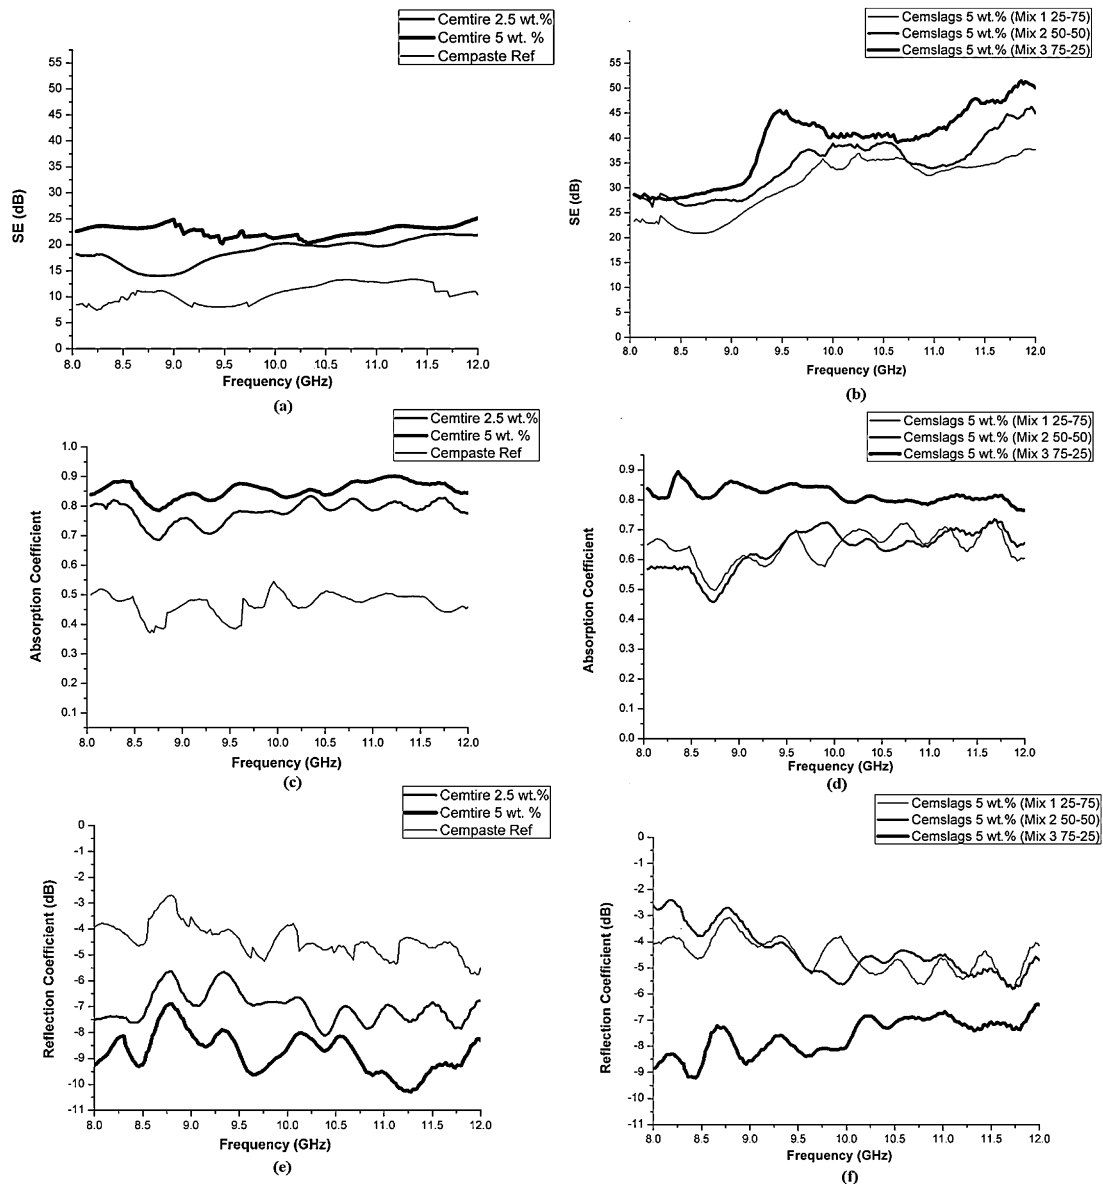 Cemtire 2.5 wt.%
Cemtire 5 wt. %
Cempaste Ref
55
50
45
40
35
30
25
20
15
10
5
0
SE (dB)
8.0 8.5 9.0 9.5 10.0 10.5 11.0 11.5 12.0
Frequency (GHz)
(a)
Cemslags 5 wt.% (Mix 1 25-75)
Cemslags 5 wt.% (Mix 2 50-50)
Cemslags 5 wt.% (Mix 3 75-25)
55
50
45
40
35
30
25
20
15
10
5
0
SE (dB)
8.0 8.5 9.0 9.5 10.0 10.5 11.0 11.5 12.0
Frequency (GHz)
(b)
Cemtire 2.5 wt.%
Cemtire 5 wt. %
Cempaste Ref
1.0
0.9
0.8
0.7
0.6
0.5
0.4
0.3
0.2
0.1
Absorption Coefficient
8.0 8.5 9.0 9.5 10.0 10.5 11.0 11.5 12.0
Frequency (GHz)
(c)
Cemslags 5 wt.% (Mix 1 25-75)
Cemslags 5 wt.% (Mix 2 50-50)
Cemslags 5 wt.% (Mix 3 75-25)
0.9
0.8
0.7
0.6
0.5
0.4
0.3
0.2
0.1
0.0
Absorption Coefficient
8.0 8.5 9.0 9.5 10.0 10.5 11.0 11.5 12.0
Frequency (GHz)
(d)
Cemtire 2.5 wt.%
Cemtire 5 wt. %
Cempaste Ref
0
-1
-2
-3
-4
-5
-6
-7
-8
-9
-10
-11
Reflection Coefficient (dB)
8.0 8.5 9.0 9.5 10.0 10.5 11.0 11.5 12.0
Frequency (GHz)
(e)
Cemslags 5 wt.% (Mix 1 25-75)
Cemslags 5 wt.% (Mix 2 50-50)
Cemslags 5 wt.% (Mix 3 75-25)
0
-1
-2
-3
-4
-5
-6
-7
-8
-9
-10
-11
Reflection Coefficient (dB)
8.0 8.5 9.0 9.5 10.0 10.5 11.0 11.5 12.0
Frequency (GHz)
(f)